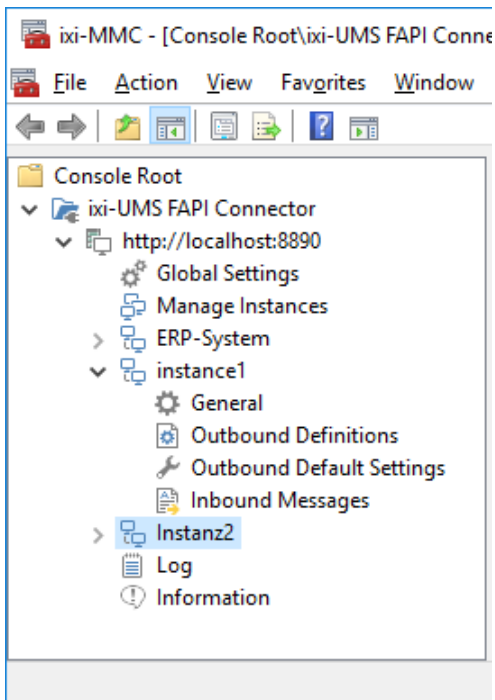 ixi-MMC - [Console Root\ixi-UMS FAPI Conne
File Action View Favorites Window
Console Root
ixi-UMS FAPI Connector
http://localhost:8890
Global Settings
Manage Instances
ERP-System
instance1
General
Outbound Definitions
Outbound Default Settings
Inbound Messages
Instanz2
Log
Information